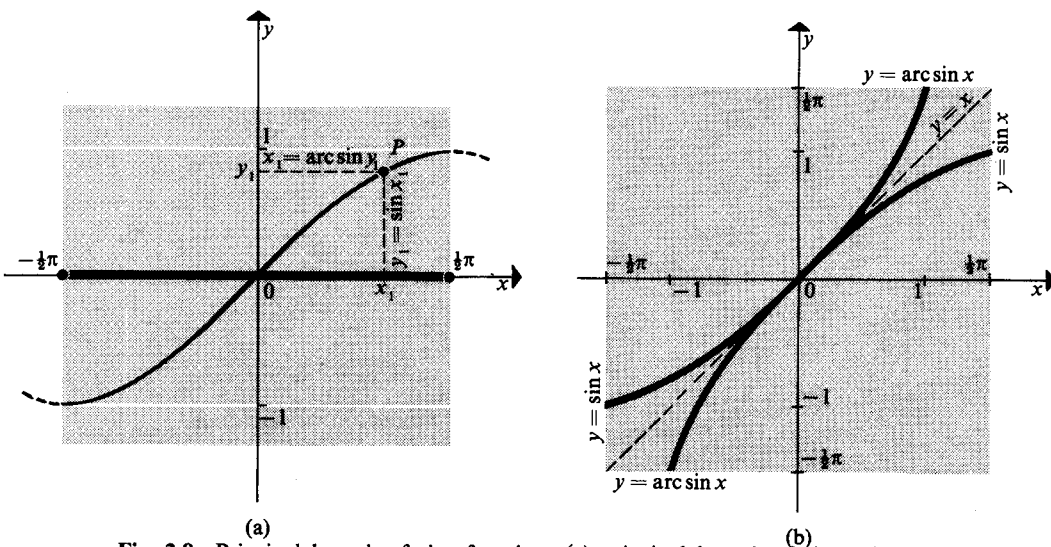 y
1
x₁ = arc sin y₁
P
y₁
y₁ = sin x₁
−½π
½π
0
x₁
x
−1
(a)
y
y = arc sin x
½π
y = x
1
y = sin x
−½π
½π
−1
0
1
x
y = sin x
−1
−½π
y = arc sin x
(b)